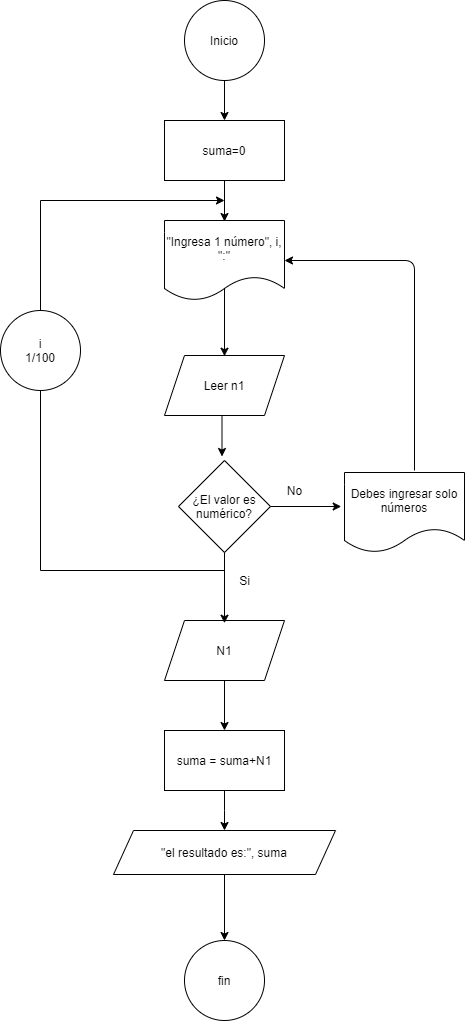 Inicio
suma=0
"Ingresa 1 número", i,
":"
i
1/100
Leer n1
¿El valor es
numérico?
No
Debes ingresar solo
números
Si
N1
suma = suma+N1
"el resultado es:", suma
fin